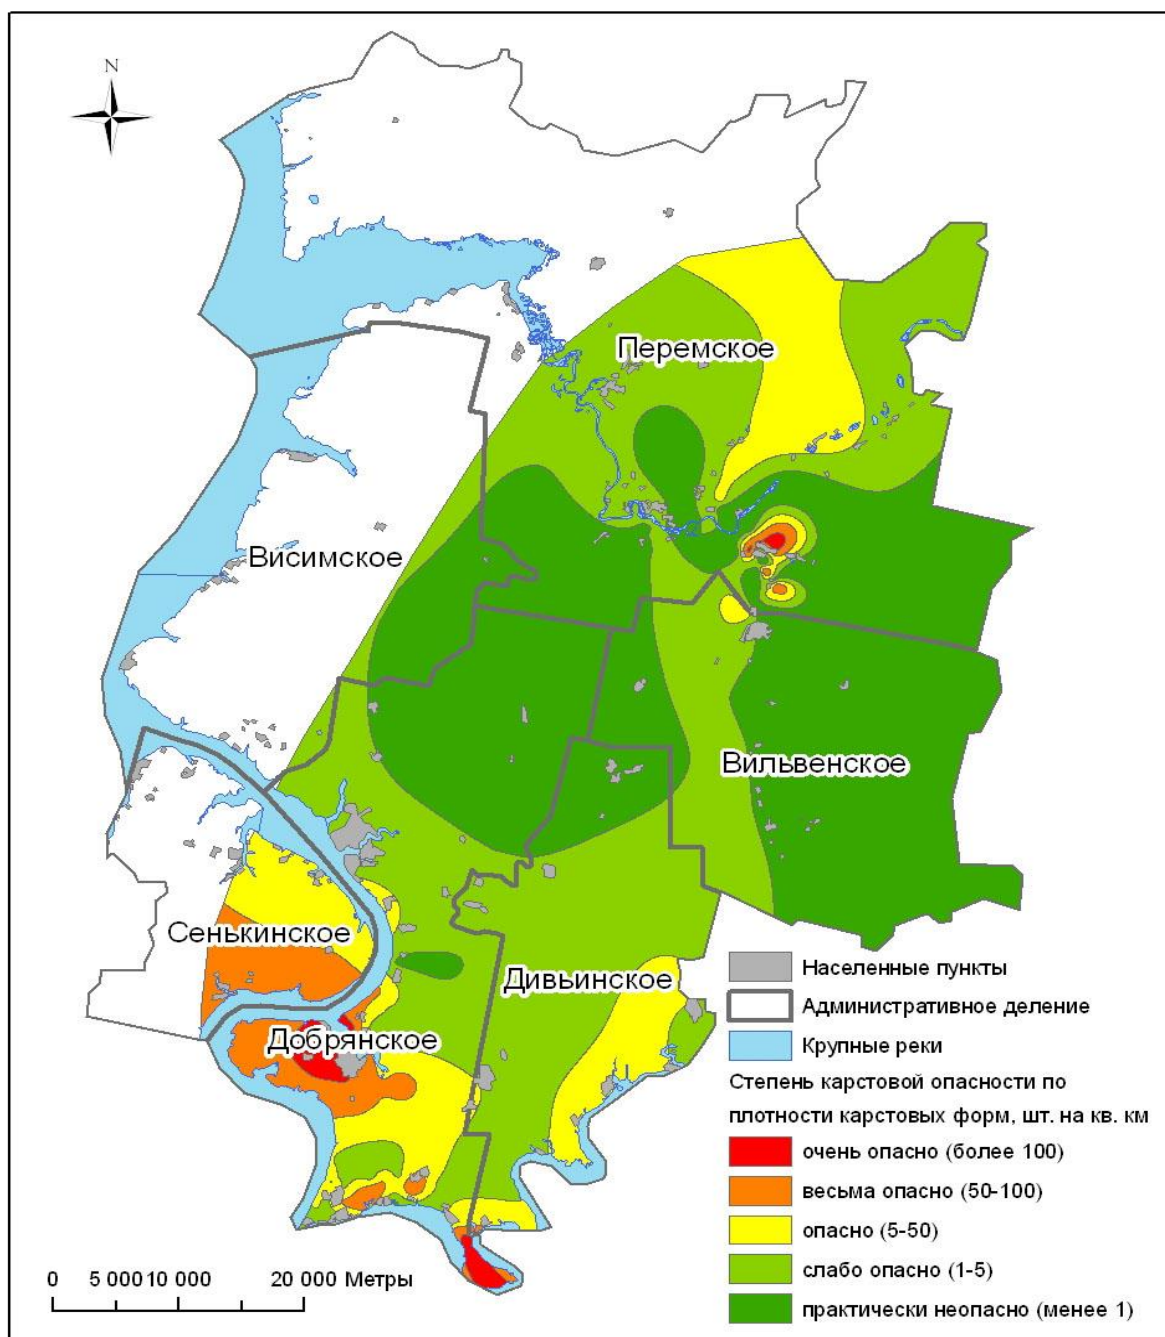 N
Перемское
Висимское
Вильвенское
Сенькинское
Дивьинское
Добрянское
Населенные пункты
Административное деление
Крупные реки
Степень карстовой опасности по
плотности карстовых форм, шт. на кв. км
очень опасно (более 100)
весьма опасно (50-100)
опасно (5-50)
слабо опасно (1-5)
практически неопасно (менее 1)
0 5 000 10 000 20 000 Метры